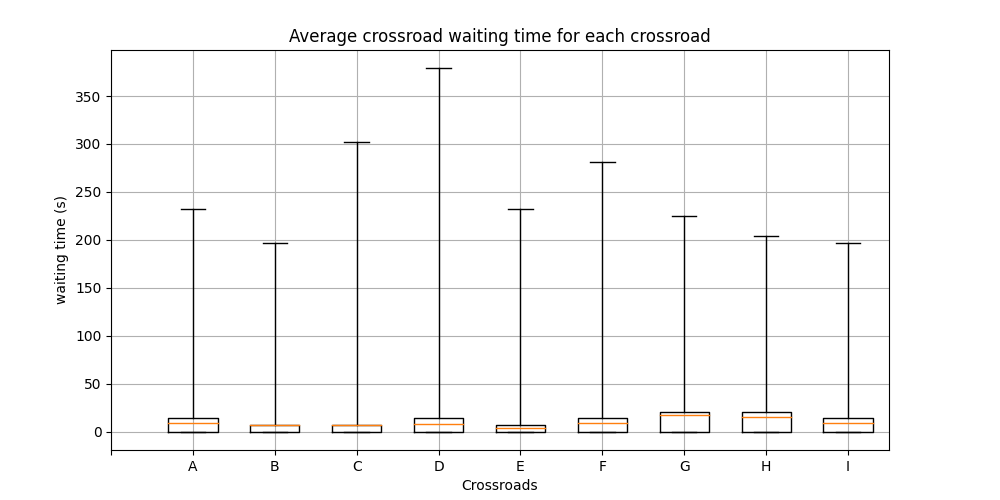 Average crossroad waiting time for each crossroad
350
300
250
200
150
100
50
0
waiting time (s)
A B C D E F G H I
Crossroads